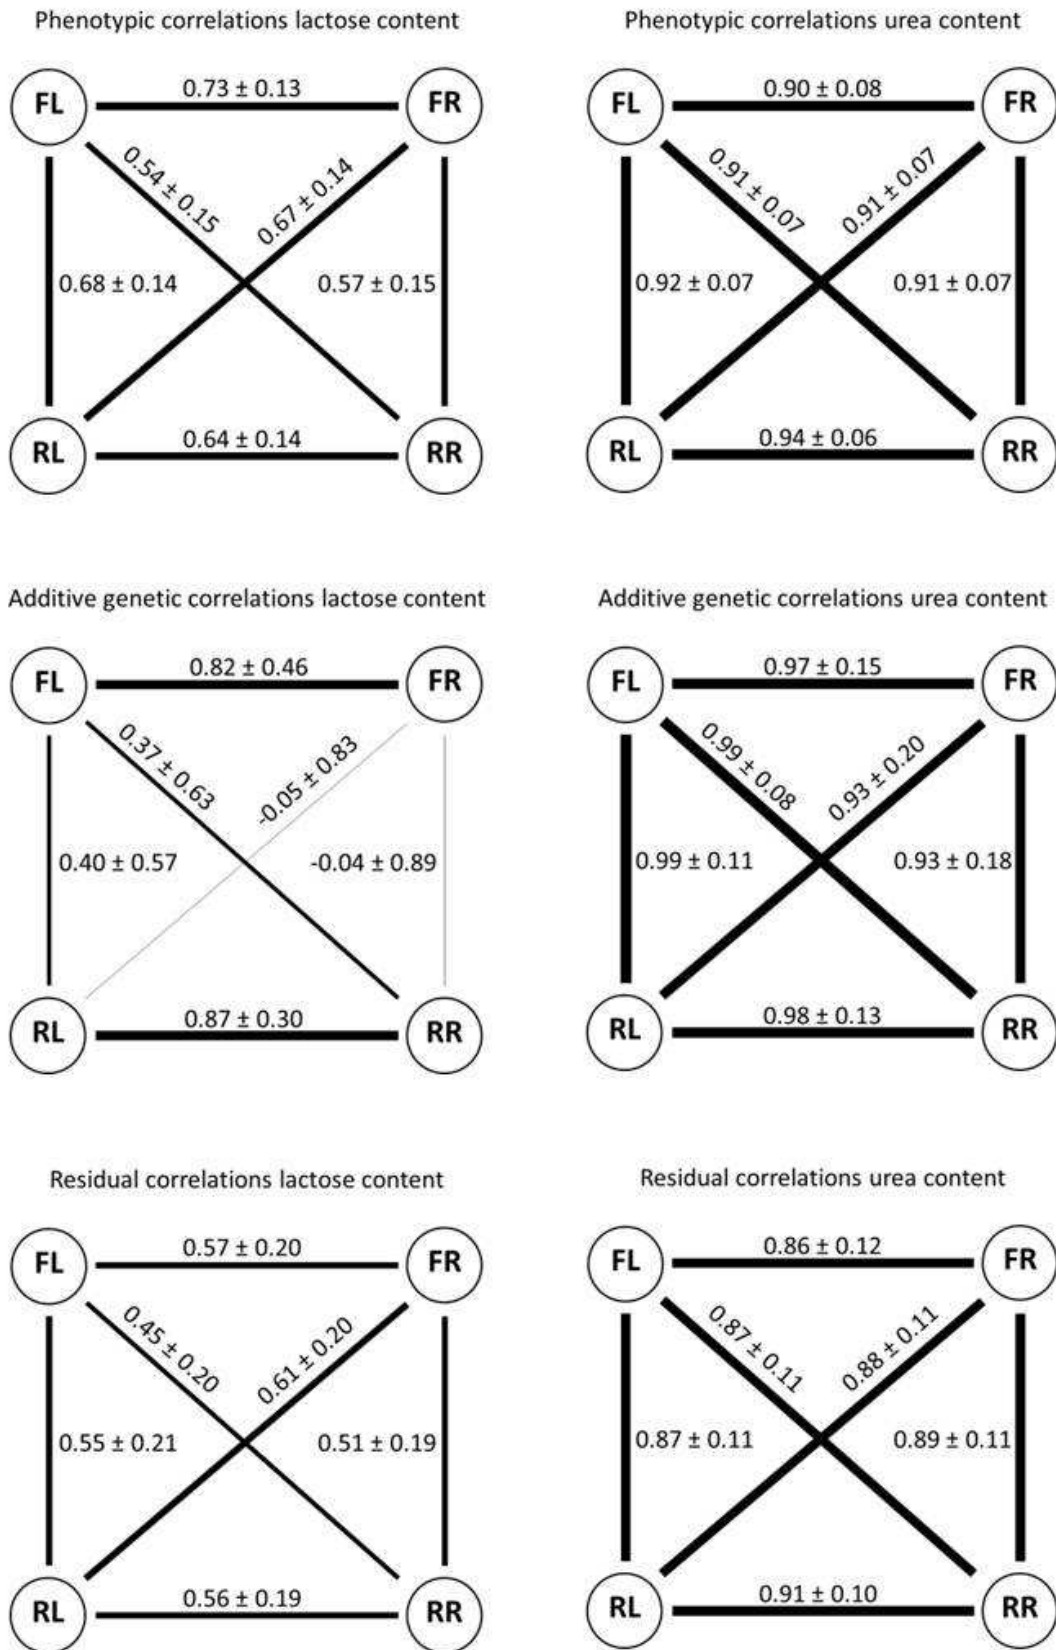 Phenotypic correlations lactose content
FL
0.73 ± 0.13
FR
0.54 ± 0.15
0.67 ± 0.14
0.68 ± 0.14
0.57 ± 0.15
RL
0.64 ± 0.14
RR
Phenotypic correlations urea content
FL
0.90 ± 0.08
FR
0.91 ± 0.07
0.91 ± 0.07
0.92 ± 0.07
0.91 ± 0.07
RL
0.94 ± 0.06
RR
Additive genetic correlations lactose content
FL
0.82 ± 0.46
FR
0.37 ± 0.63
-0.05 ± 0.83
0.40 ± 0.57
-0.04 ± 0.89
RL
0.87 ± 0.30
RR
Additive genetic correlations urea content
FL
0.97 ± 0.15
FR
0.99 ± 0.08
0.93 ± 0.20
0.99 ± 0.11
0.93 ± 0.18
RL
0.98 ± 0.13
RR
Residual correlations lactose content
FL
0.57 ± 0.20
FR
0.45 ± 0.20
0.61 ± 0.20
0.55 ± 0.21
0.51 ± 0.19
RL
0.56 ± 0.19
RR
Residual correlations urea content
FL
0.86 ± 0.12
FR
0.87 ± 0.11
0.88 ± 0.11
0.87 ± 0.11
0.89 ± 0.11
RL
0.91 ± 0.10
RR